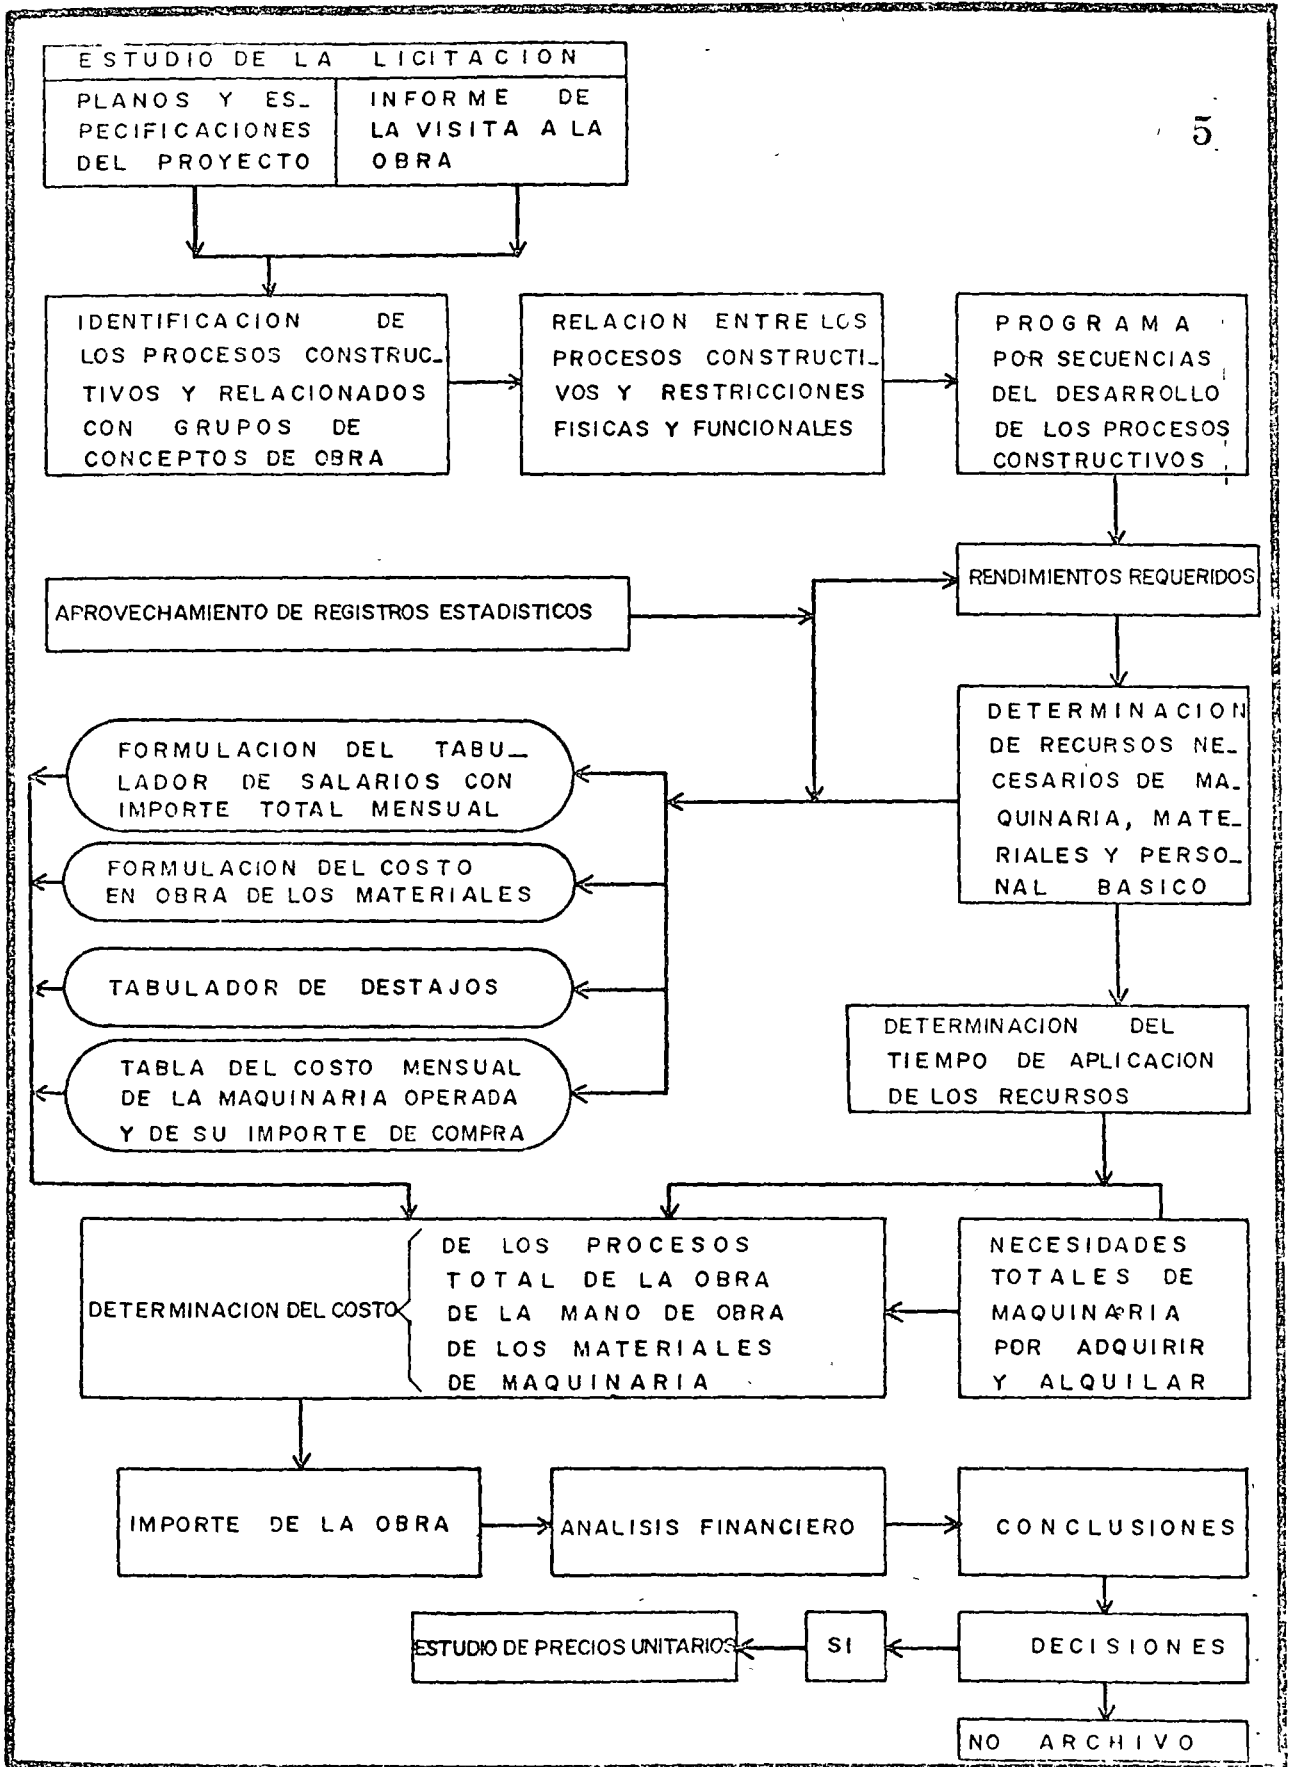 5
ESTUDIO DE LA LICITACION
PLANOS Y ES_
PECIFICACIONES
DEL PROYECTO
INFORME DE
LA VISITA A LA
OBRA
IDENTIFICACION DE
LOS PROCESOS CONSTRUC_
TIVOS Y RELACIONADOS
CON GRUPOS DE
CONCEPTOS DE OBRA
RELACION ENTRE LOS
PROCESOS CONSTRUCTI_
VOS Y RESTRICCIONES
FISICAS Y FUNCIONALES
PROGRAMA
POR SECUENCIAS
DEL DESARROLLO
DE LOS PROCESOS
CONSTRUCTIVOS
RENDIMIENTOS REQUERIDOS
APROVECHAMIENTO DE REGISTROS ESTADISTICOS
DETERMINACION
DE RECURSOS NE_
CESARIOS DE MA_
QUINARIA, MATE_
RIALES Y PERSO_
NAL BASICO
FORMULACION DEL TABU_
LADOR DE SALARIOS CON
IMPORTE TOTAL MENSUAL
FORMULACION DEL COSTO
EN OBRA DE LOS MATERIALES
TABULADOR DE DESTAJOS
TABLA DEL COSTO MENSUAL
DE LA MAQUINARIA OPERADA
Y DE SU IMPORTE DE COMPRA
DETERMINACION DEL
TIEMPO DE APLICACION
DE LOS RECURSOS
DETERMINACION DEL COSTO
DE LOS PROCESOS
TOTAL DE LA OBRA
DE LA MANO DE OBRA
DE LOS MATERIALES
DE MAQUINARIA
NECESIDADES
TOTALES DE
MAQUINARIA
POR ADQUIRIR
Y ALQUILAR
IMPORTE DE LA OBRA
ANALISIS FINANCIERO
CONCLUSIONES
ESTUDIO DE PRECIOS UNITARIOS
SI
DECISIONES
NO ARCHIVO